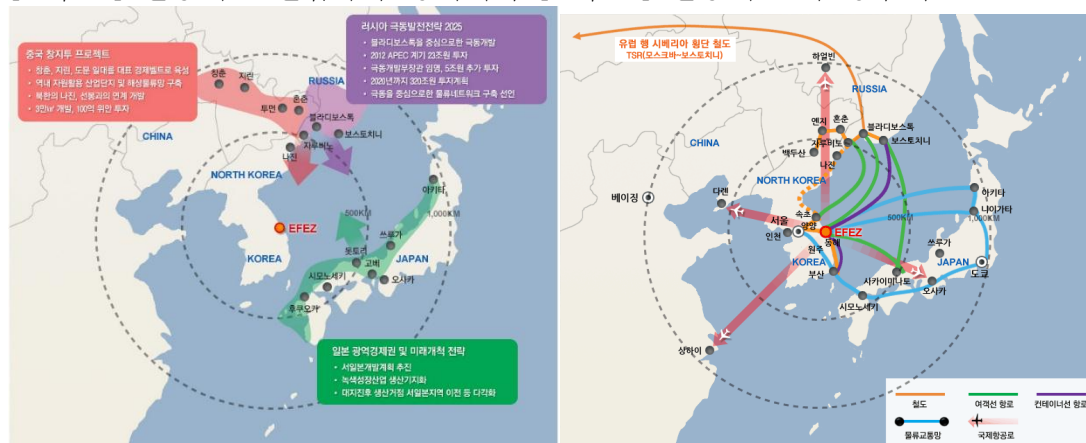 중국 창지투 프로젝트
• 창춘, 지린, 도문 일대를 대표 경제벨트로 육성
• 역내 자원활용 산업단지 및 해상물류망 구축
• 북한의 나진, 선봉과의 연계 개발
• 3만㎢ 개발, 100억 위안 투자
러시아 극동발전전략 2025
• 블라디보스톡을 중심으로한 극동개발
• 2012 APEC 계기 23조원 투자
• 극동개발부장관 임명, 5조원 추가 투자
• 2020년까지 320조원 투자계획
• 극동을 중심으로한 물류네트워크 구축 선언
창춘
지린
RUSSIA
투먼
훈춘
블라디보스톡
보스토치니
자루비노
나진
CHINA
NORTH KOREA
아키타
500KM
1,000KM
EFEZ
KOREA
쓰루가
돗토리
고베
JAPAN
오사카
시모노세키
후쿠오카
일본 광역경제권 및 미래개척 전략
• 서일본개발계획 추진
• 녹색성장산업 생산기지화
• 대지진후 생산거점 서일본지역 이전 등 다각화
유럽 행 시베리아 횡단 철도
TSR(모스크바~보스토치니)
하얼빈
RUSSIA
엔지
훈춘
블라디보스톡
보스토치니
자루비노
백두산
나진
CHINA
NORTH KOREA
베이징
다롄
아키타
니이가타
1,000KM
500KM
속초
양양
서울
인천
EFEZ
원주
동해
KOREA
부산
쓰루가
JAPAN
도쿄
사카이미나토
오사카
시모노세키
상하이
철도
여객선 항로
컨테이너선 항로
물류교통망
국제항공로